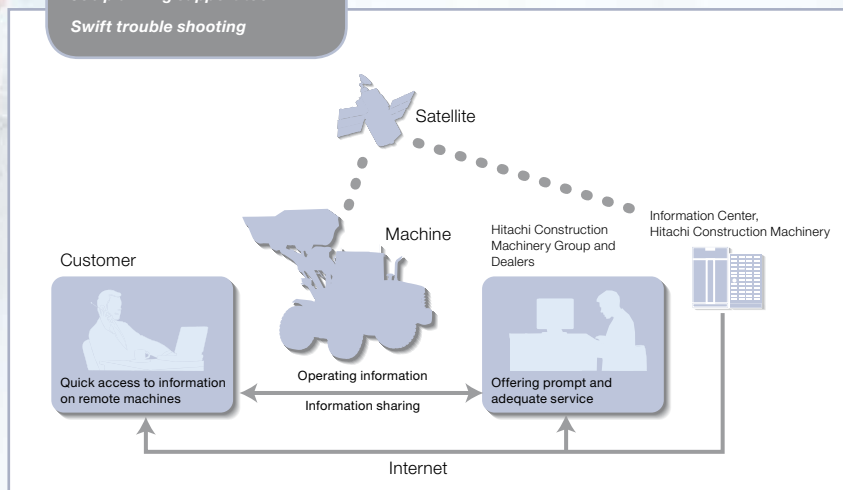 Swift trouble shooting
Satellite
Machine
Customer
Hitachi Construction
Machinery Group and
Dealers
Information Center,
Hitachi Construction Machinery
Quick access to information
on remote machines
Operating information
Information sharing
Offering prompt and
adequate service
Internet